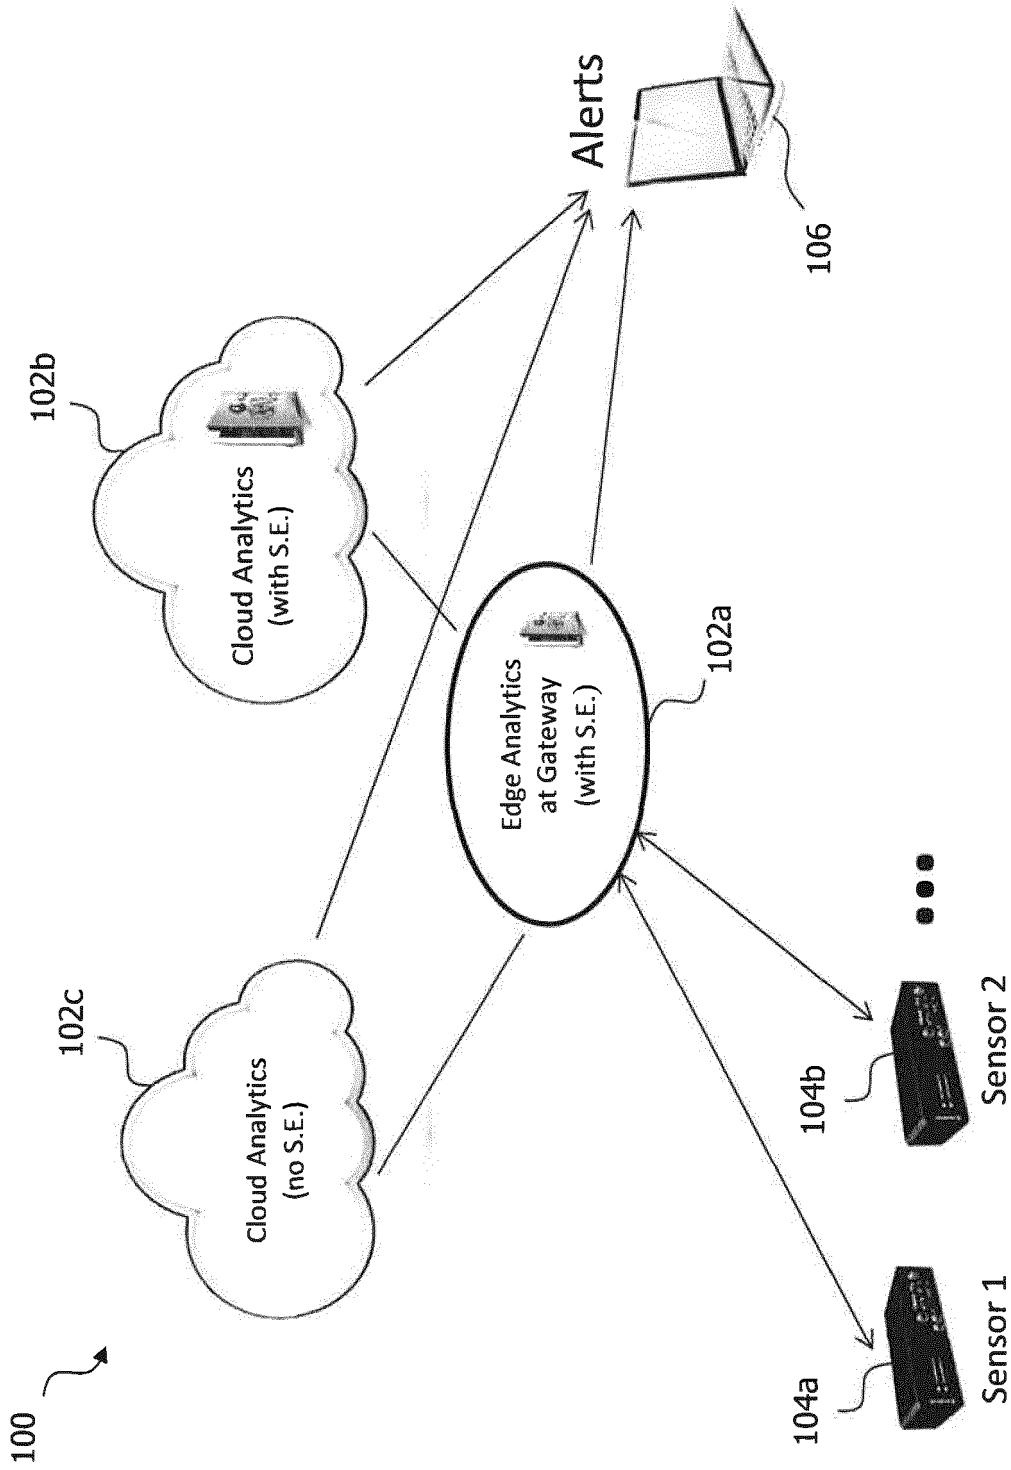 100
102c
Cloud Analytics
(no S.E.)
102b
Cloud Analytics
(with S.E.)
Edge Analytics
at Gateway
(with S.E.)
102a
Alerts
106
104a
Sensor 1
104b
Sensor 2